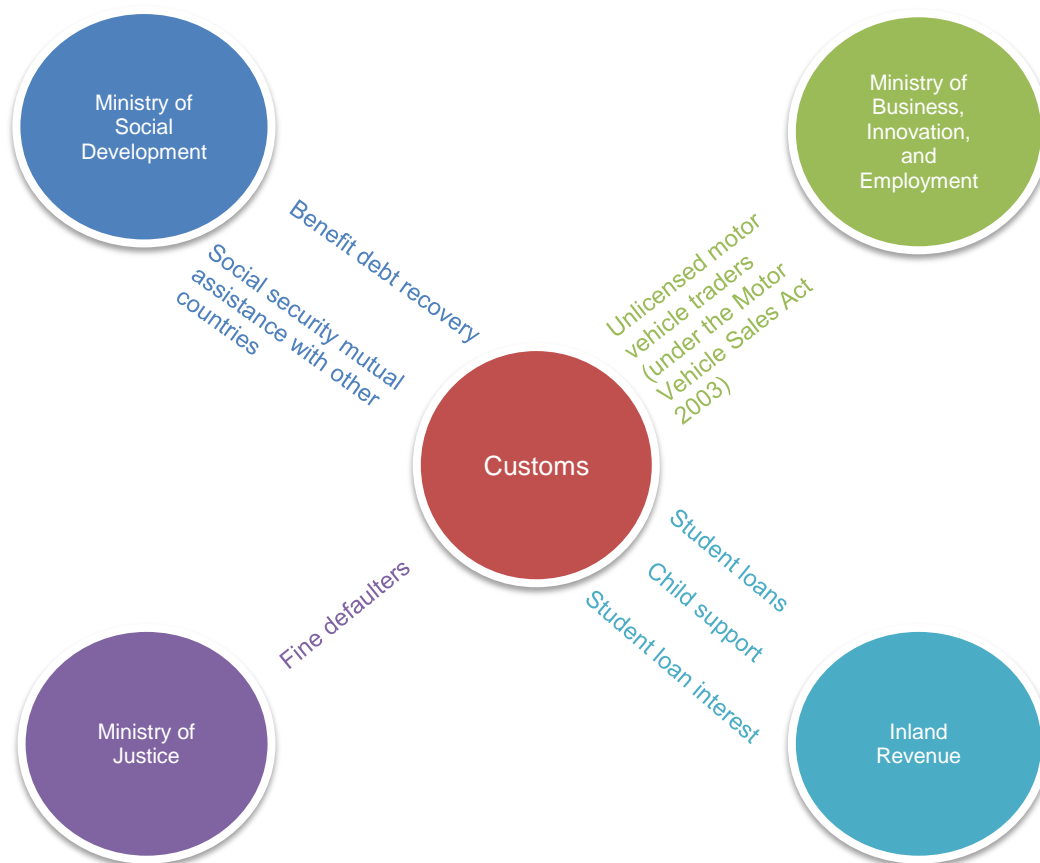 Ministry of
Social
Development
Ministry of
Business,
Innovation,
and
Employment
Benefit debt recovery
Social security mutual
assistance with other
countries
Unlicensed motor
vehicle traders
(under the Motor
Vehicle Sales Act
2003)
Customs
Student loans
Child support
Student loan interest
Fine defaulters
Ministry of
Justice
Inland
Revenue